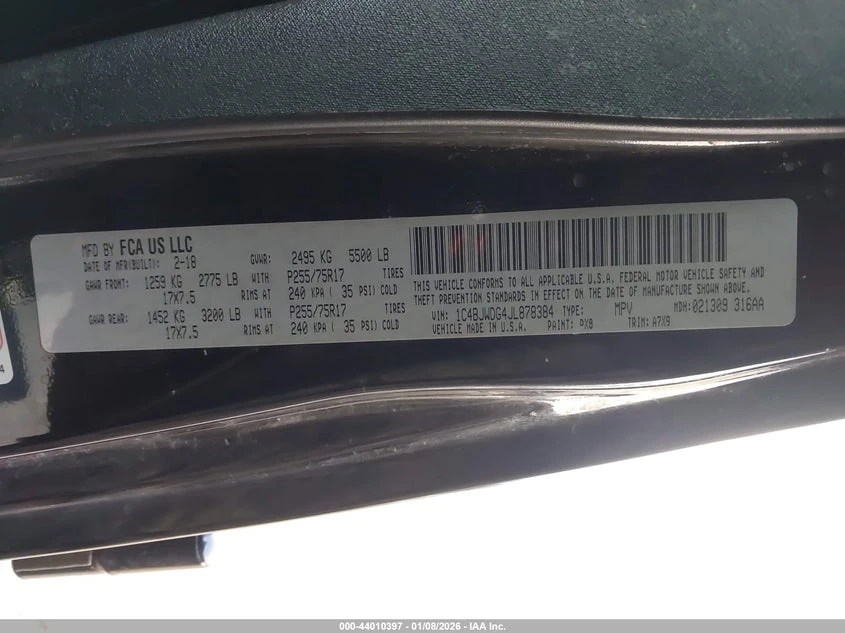 MFD BY FCA US LLC
DATE OF MFR(BUILT): 2-18 GVWR: 2495 KG 5500 LB
GAWR FRONT: 1259 KG 2775 LB WITH P255/75R17 TIRES
17X7.5 RIMS AT 240 KPA ( 35 PSI) COLD
GAWR REAR: 1452 KG 3200 LB WITH P255/75R17 TIRES
17X7.5 RIMS AT 240 KPA ( 35 PSI) COLD
THIS VEHICLE CONFORMS TO ALL APPLICABLE U.S.A. FEDERAL MOTOR VEHICLE SAFETY AND
THEFT PREVENTION STANDARDS IN EFFECT ON THE DATE OF MANUFACTURE SHOWN ABOVE.
VIN: 1C4BJWDG4JL878384 TYPE: MPV MDH: 021309 316AA
VEHICLE MADE IN U.S.A. PAINT: PX8 TRIM: A7X9
4
000-44010397 - 01/08/2026 - IAA Inc.